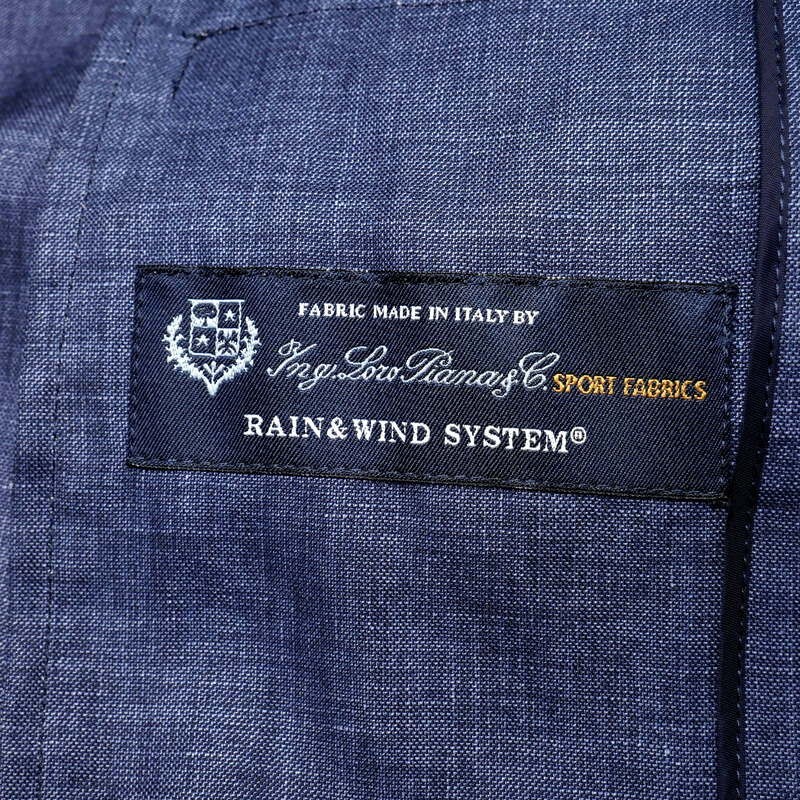 FABRIC MADE IN ITALY BY
Ing. Loro Piana & C. SPORT FABRICS
RAIN & WIND SYSTEM®